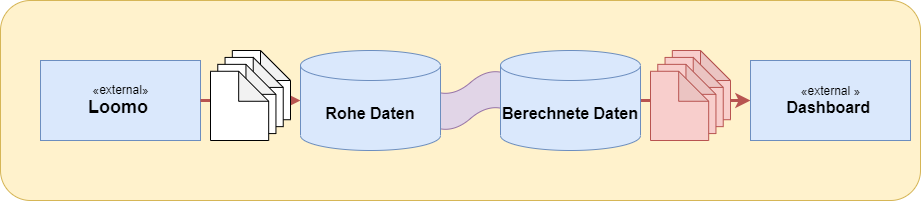 «external»
Loomo
Rohe Daten
Berechnete Daten
«external »
Dashboard